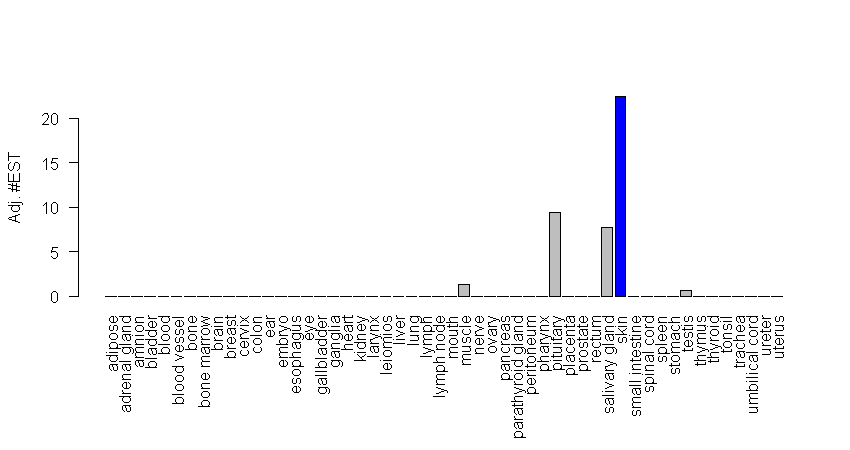 Adj. #EST
20
15
10
5
0
adipose
adrenal gland
amnion
bladder
blood
blood vessel
bone
bone marrow
brain
breast
cervix
colon
ear
embryo
esophagus
eye
gallbladder
ganglia
heart
kidney
larynx
leiomios
liver
lung
lymph
lymph node
mouth
muscle
nerve
ovary
pancreas
parathyroid gland
peritoneum
pharynx
pituitary
placenta
prostate
rectum
salivary gland
skin
small intestine
spinal cord
spleen
stomach
testis
thymus
thyroid
tonsil
trachea
umbilical cord
ureter
uterus